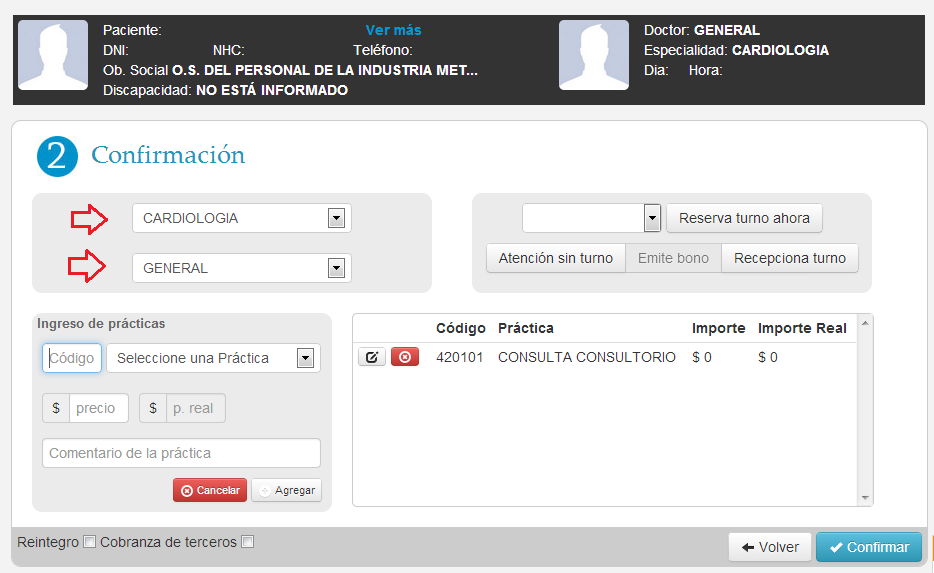 Paciente: Ver más
DNI: NHC: Teléfono:
Ob. Social O.S. DEL PERSONAL DE LA INDUSTRIA MET...
Discapacidad: NO ESTÁ INFORMADO
Doctor: GENERAL
Especialidad: CARDIOLOGIA
Dia: Hora:
2 Confirmación
CARDIOLOGIA
GENERAL
Reserva turno ahora
Atención sin turno Emite bono Recepciona turno
Ingreso de prácticas
Código Seleccione una Práctica
$ precio $ p. real
Comentario de la práctica
Cancelar Agregar
Código Práctica Importe Importe Real
420101 CONSULTA CONSULTORIO $ 0 $ 0
Reintegro Cobranza de terceros
Volver Confirmar